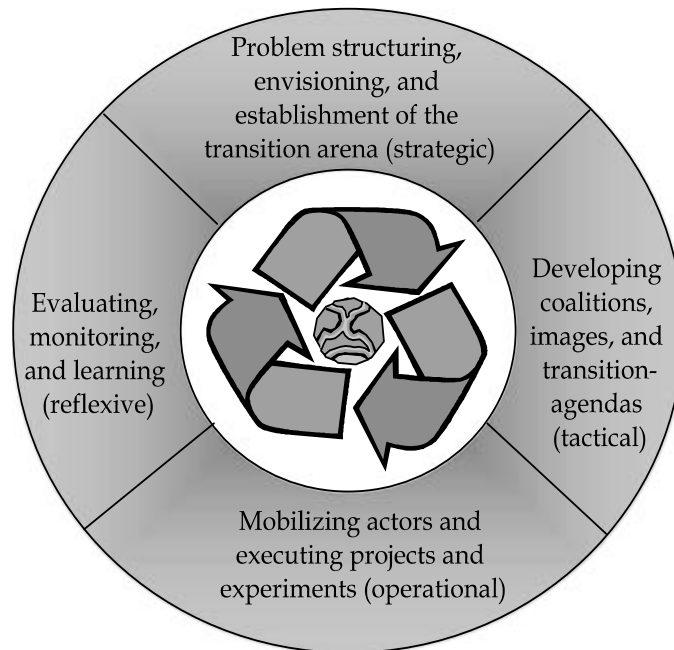 Problem structuring,
envisioning, and
establishment of the
transition arena (strategic)
Developing
coalitions,
images, and
transition-
agendas
(tactical)
Mobilizing actors and
executing projects and
experiments (operational)
Evaluating,
monitoring,
and learning
(reflexive)